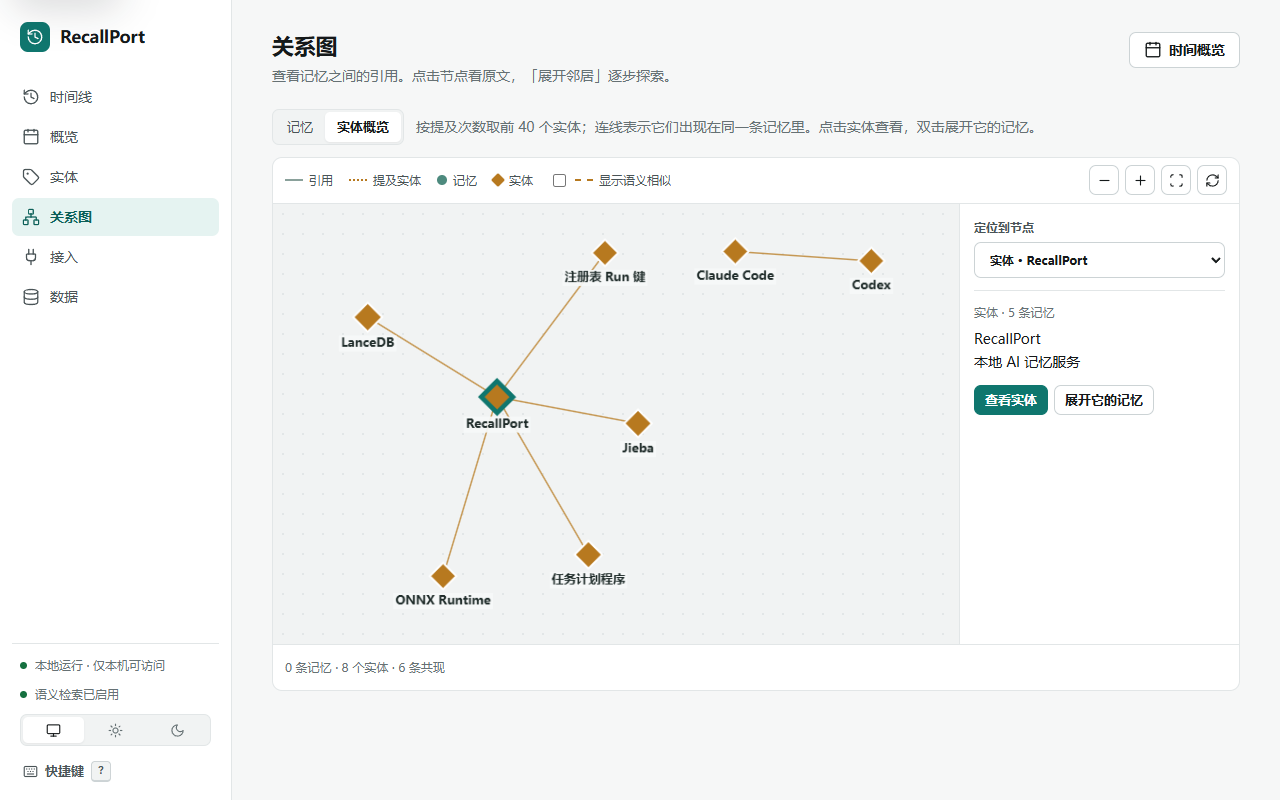 RecallPort
时间线
概览
实体
关系图
接入
数据
本地运行 · 仅本机可访问
语义检索已启用
快捷键 ?
关系图
查看记忆之间的引用。点击节点看原文，「展开邻居」逐步探索。
时间概览
记忆 实体概览 按提及次数取前 40 个实体；连线表示它们出现在同一条记忆里。点击实体查看，双击展开它的记忆。
引用 提及实体 记忆 实体 显示语义相似
注册表 Run 键
Claude Code
Codex
LanceDB
RecallPort
Jieba
任务计划程序
ONNX Runtime
定位到节点
实体 · RecallPort
实体 · 5 条记忆
RecallPort
本地 AI 记忆服务
查看实体 展开它的记忆
0 条记忆 · 8 个实体 · 6 条共现